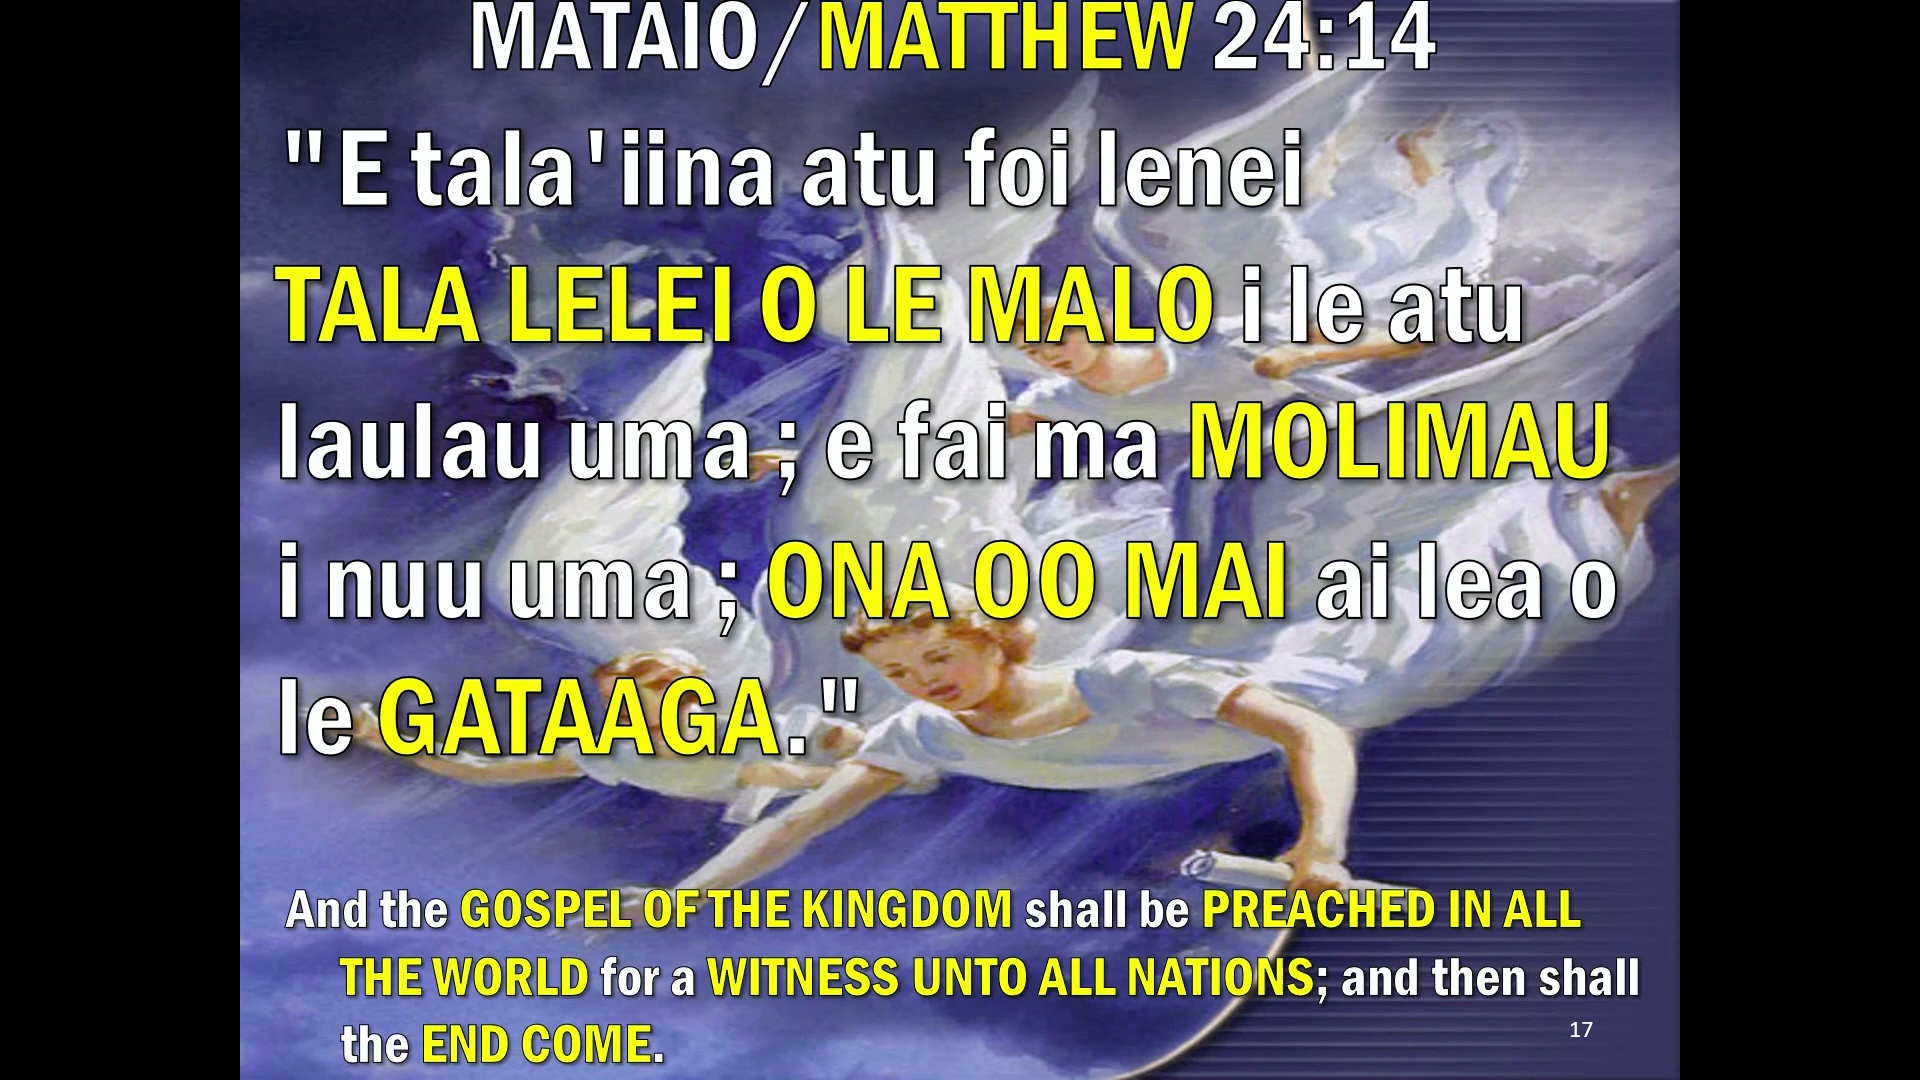 MATAIO/MATTHEW 24:14
"E tala'iina atu foi lenei
TALA LELEI O LE MALO i le atu
laulau uma ; e fai ma MOLIMAU
i nuu uma ; ONA OO MAI ai lea o
le GATAAGA."
And the GOSPEL OF THE KINGDOM shall be PREACHED IN ALL
THE WORLD for a WITNESS UNTO ALL NATIONS; and then shall
the END COME.
17